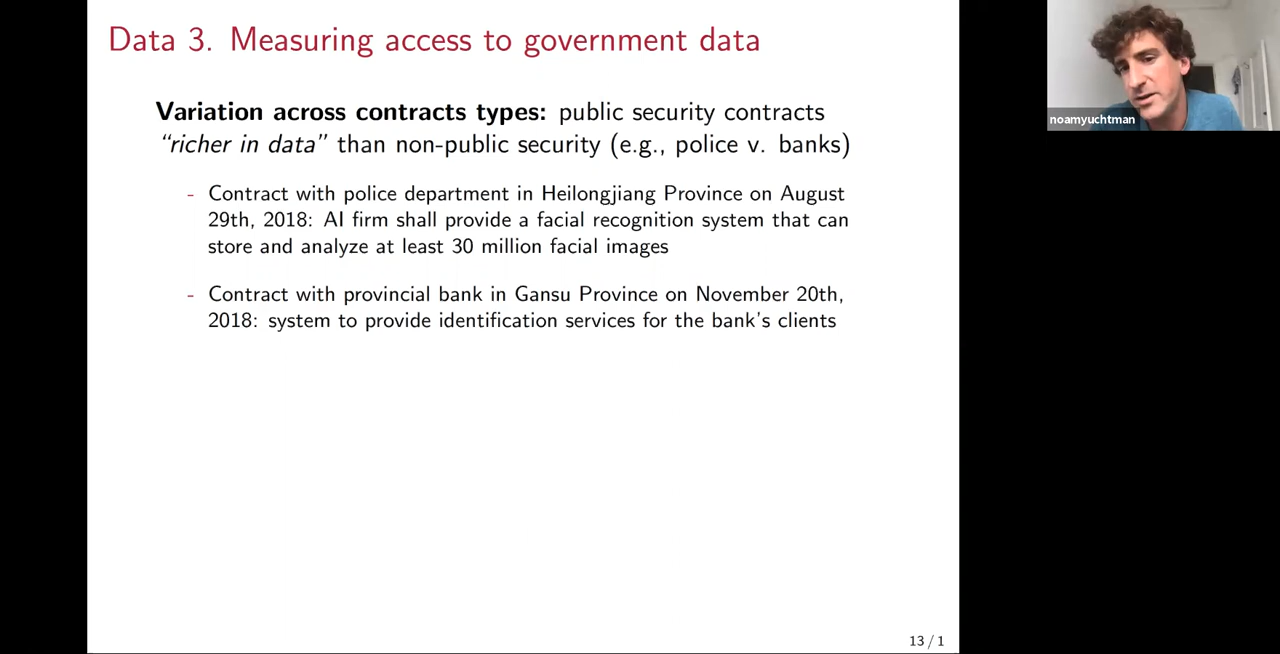 Data 3. Measuring access to government data
noamyuchtman
Variation across contracts types: public security contracts
“richer in data” than non-public security (e.g., police v. banks)
- Contract with police department in Heilongjiang Province on August
29th, 2018: AI firm shall provide a facial recognition system that can
store and analyze at least 30 million facial images
- Contract with provincial bank in Gansu Province on November 20th,
2018: system to provide identification services for the bank’s clients
13 / 1